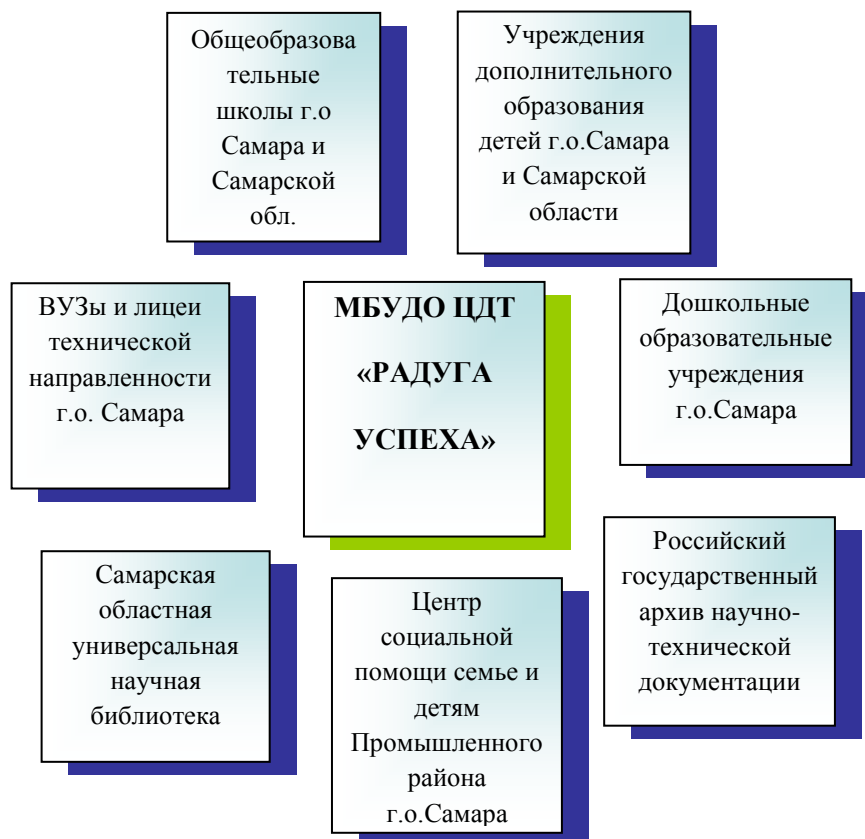 Общеобразова
тельные
школы г.о
Самара и
Самарской
обл.
Учреждения
дополнительного
образования
детей г.о.Самара
и Самарской
области
ВУЗы и лицеи
технической
направленности
г.о. Самара
МБУДО ЦДТ
«РАДУГА
УСПЕХА»
Дошкольные
образовательные
учреждения
г.о.Самара
Самарская
областная
универсальная
научная
библиотека
Центр
социальной
помощи семье и
детям
Промышленного
района
г.о.Самара
Российский
государственный
архив научно-
технической
документации